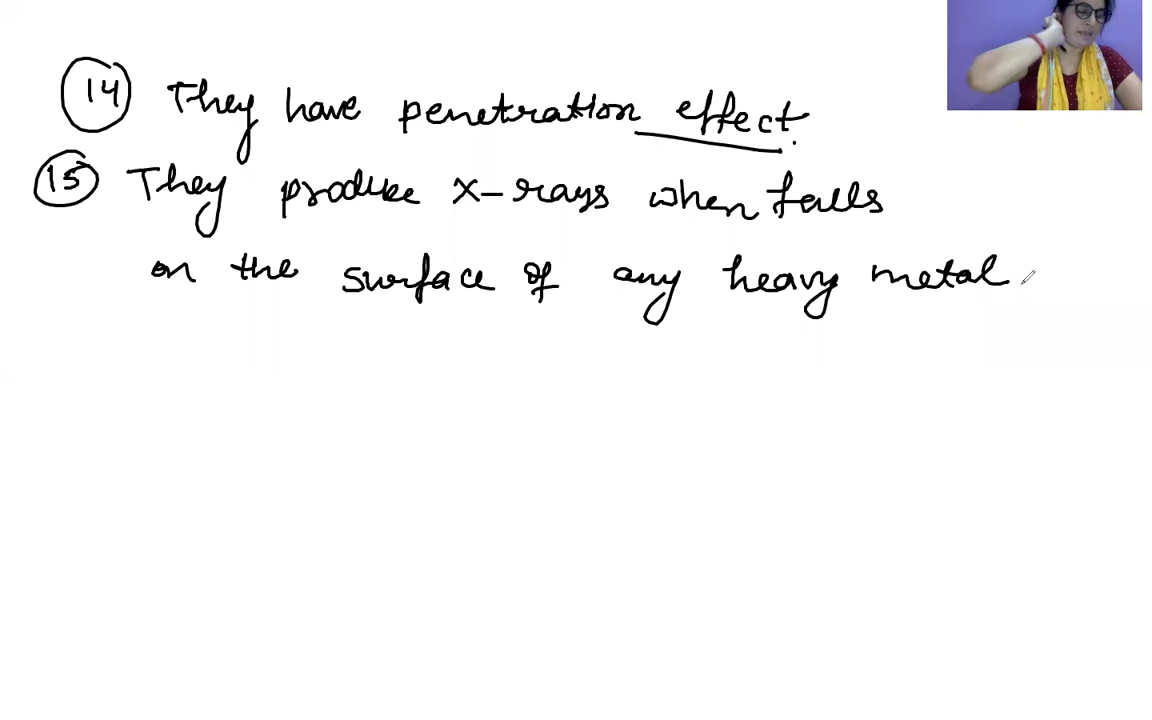 14 They have penetration effect.
15 They produce x-rays when falls
on the surface of any heavy metal